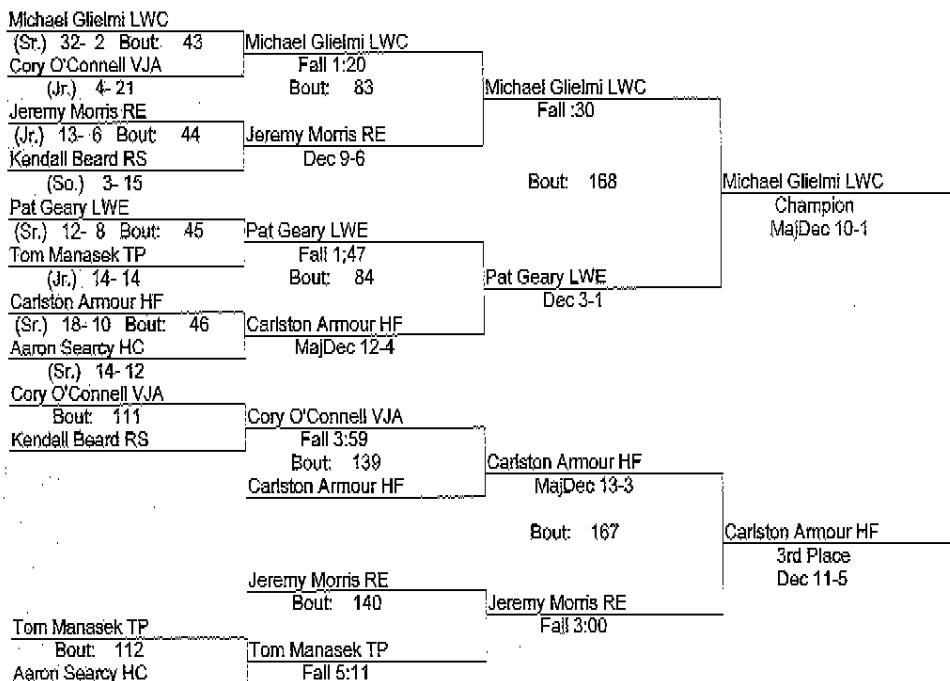 Michael Glielmi LWC
(Sr.) 32- 2 Bout: 43
Cory O'Connell VJA
(Jr.) 4- 21
Jeremy Morris RE
(Jr.) 13- 6 Bout: 44
Kendall Beard RS
(So.) 3- 15
Pat Geary LWE
(Sr.) 12- 8 Bout: 45
Tom Manasek TP
(Jr.) 14- 14
Carlston Armour HF
(Sr.) 18- 10 Bout: 46
Aaron Searcy HC
(Sr.) 14- 12
Michael Glielmi LWC
Fall 1:20
Bout: 83
Jeremy Morris RE
Dec 9-6
Pat Geary LWE
Fall 1:47
Bout: 84
Carlston Armour HF
MajDec 12-4
Michael Glielmi LWC
Fall :30
Bout: 168
Pat Geary LWE
Dec 3-1
Michael Glielmi LWC
Champion
MajDec 10-1
Cory O'Connell VJA
Bout: 111
Kendall Beard RS
Cory O'Connell VJA
Fall 3:59
Bout: 139
Carlston Armour HF
Carlston Armour HF
MajDec 13-3
Bout: 167
Jeremy Morris RE
Bout: 140
Tom Manasek TP
Bout: 112
Aaron Searcy HC
Tom Manasek TP
Fall 5:11
Jeremy Morris RE
Fall 3:00
Carlston Armour HF
3rd Place
Dec 11-5